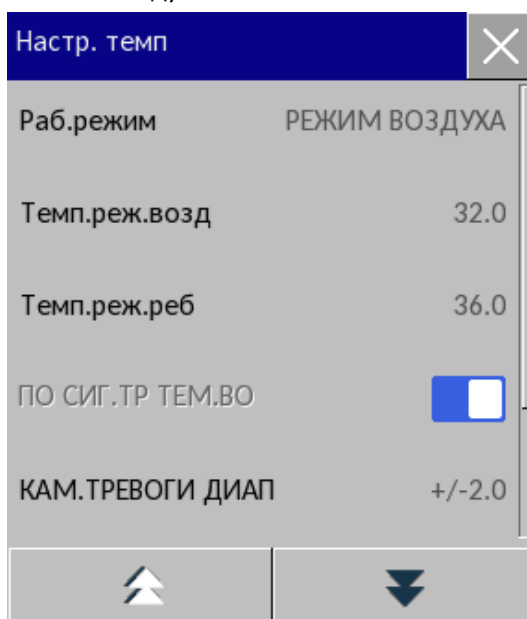 Настр. темп
Раб.режим РЕЖИМ ВОЗДУХА
Темп.реж.возд 32.0
Темп.реж.реб 36.0
ПО СИГ.ТР ТЕМ.ВО
КАМ.ТРЕВОГИ ДИАП +/-2.0